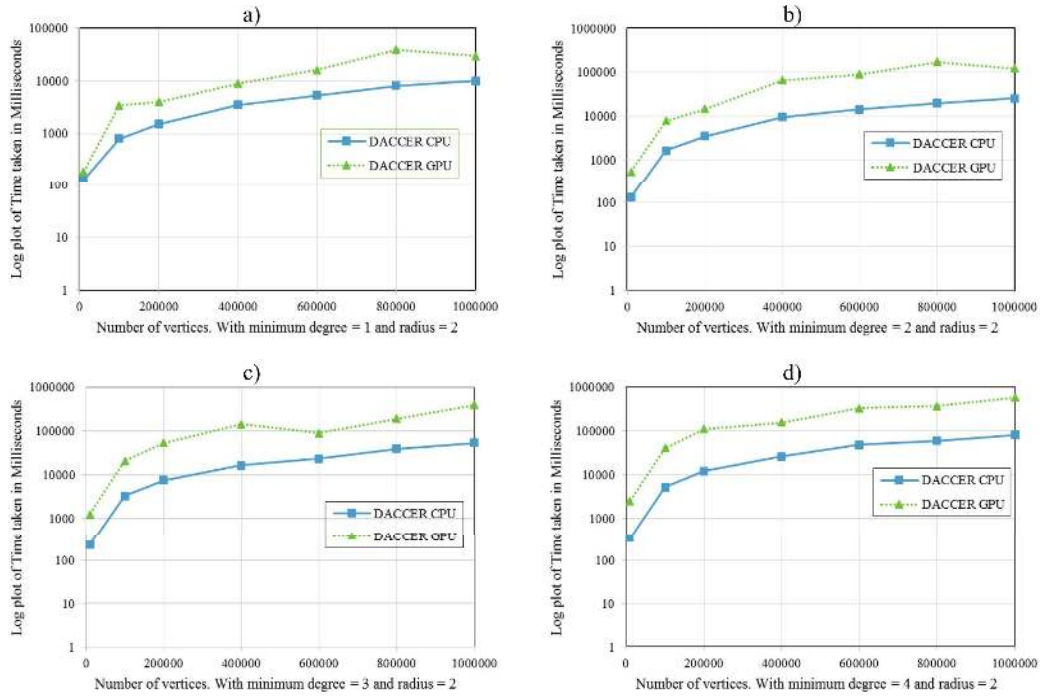 a)
Log plot of Time taken in Milliseconds
100000
10000
1000
100
10
1
DACCER CPU
DACCER GPU
0 200000 400000 600000 800000 1000000
Number of vertices. With minimum degree = 1 and radius = 2
b)
Log plot of Time taken in Milliseconds
1000000
100000
10000
1000
100
10
1
DACCER CPU
DACCER GPU
0 200000 400000 600000 800000 1000000
Number of vertices. With minimum degree = 2 and radius = 2
c)
Log plot of Time taken in Milliseconds
1000000
100000
10000
1000
100
10
1
DACCER CPU
DACCER GPU
0 200000 400000 600000 800000 1000000
Number of vertices. With minimum degree = 3 and radius = 2
d)
Log plot of Time taken in Milliseconds
1000000
100000
10000
1000
100
10
1
DACCER CPU
DACCER GPU
0 200000 400000 600000 800000 1000000
Number of vertices. With minimum degree = 4 and radius = 2